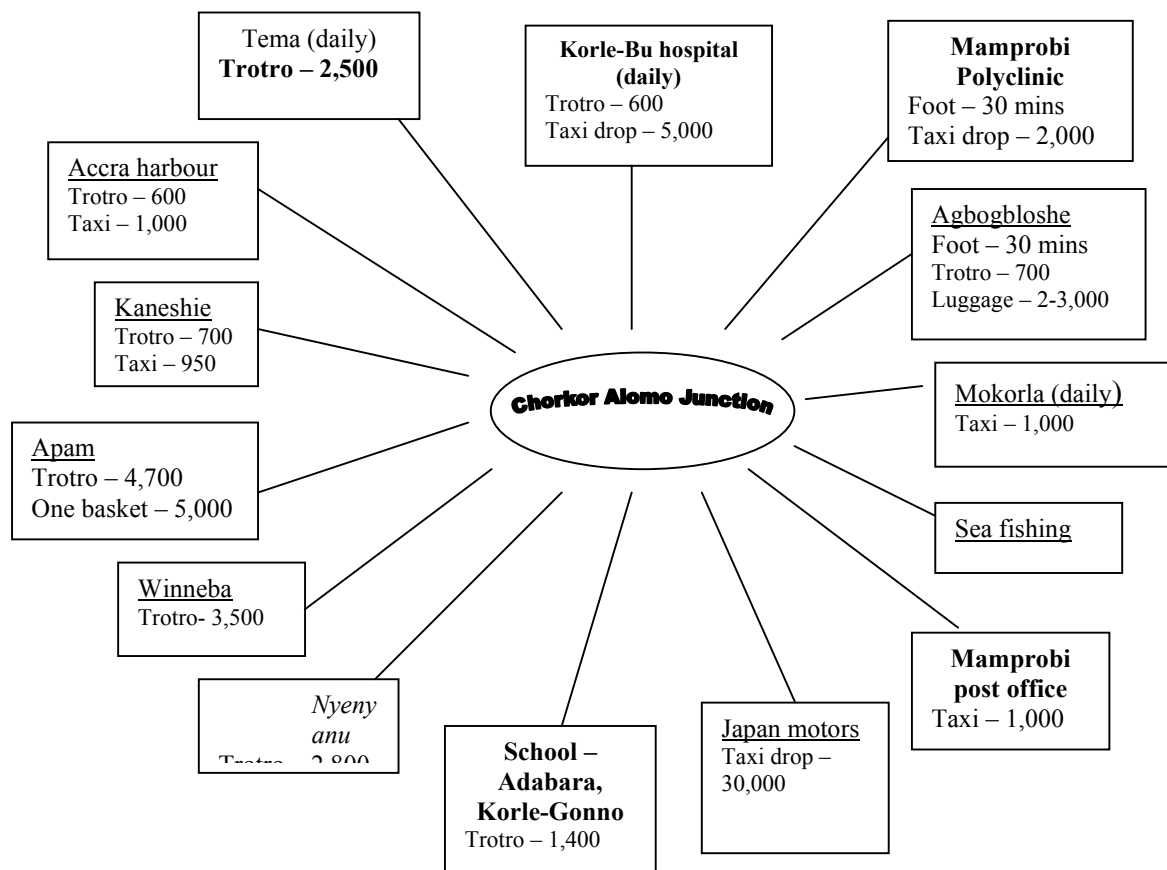 Tema (daily)
Trotro – 2,500
Korle-Bu hospital
(daily)
Trotro – 600
Taxi drop – 5,000
Mamprobi
Polyclinic
Foot – 30 mins
Taxi drop – 2,000
Accra harbour
Trotro – 600
Taxi – 1,000
Agbogbloshe
Foot – 30 mins
Trotro – 700
Luggage – 2-3,000
Kaneshie
Trotro – 700
Taxi – 950
Chorkor Alomo Junction
Mokorla (daily)
Taxi – 1,000
Apam
Trotro – 4,700
One basket – 5,000
Sea fishing
Winneba
Trotro- 3,500
Mamprobi
post office
Taxi – 1,000
Nyeny
anu
Trotro – 2,800
School –
Adabara,
Korle-Gonno
Trotro – 1,400
Japan motors
Taxi drop –
30,000